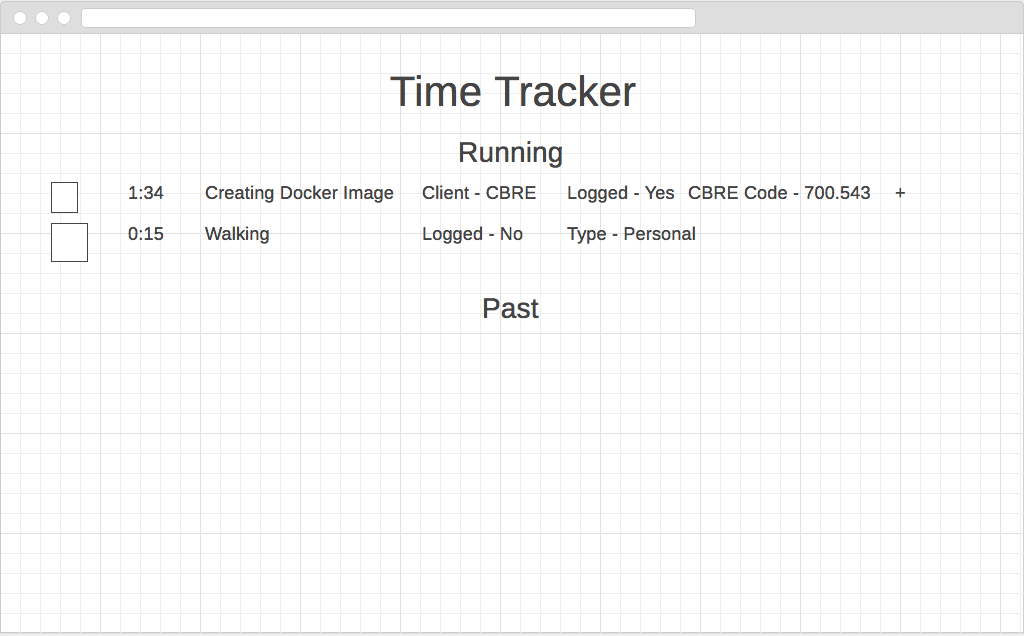 Time Tracker
Running
1:34 Creating Docker Image Client - CBRE Logged - Yes CBRE Code - 700.543 +
0:15 Walking Logged - No Type - Personal
Past